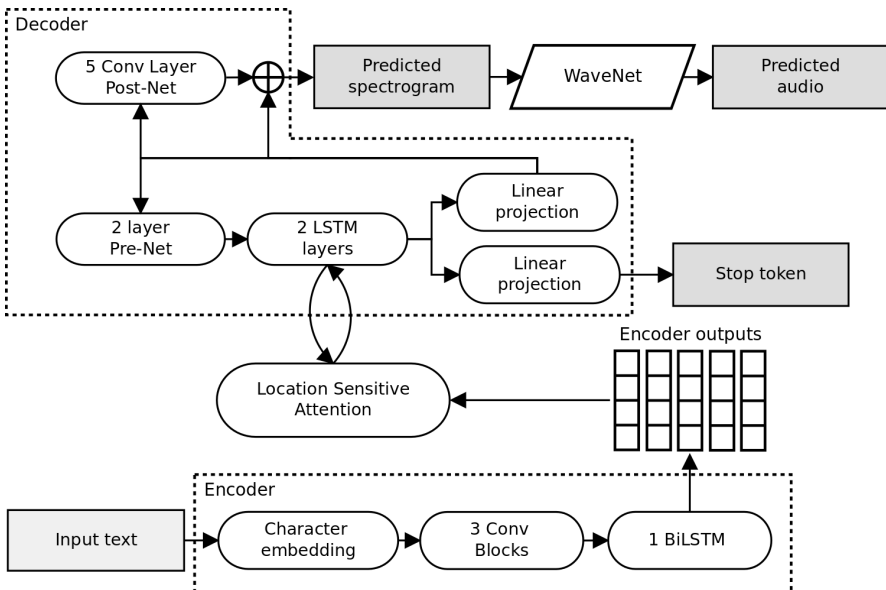 Decoder
5 Conv Layer
Post-Net
Predicted
spectrogram
WaveNet
Predicted
audio
2 layer
Pre-Net
2 LSTM
layers
Linear
projection
Linear
projection
Stop token
Encoder outputs
Location Sensitive
Attention
Encoder
Input text
Character
embedding
3 Conv
Blocks
1 BiLSTM